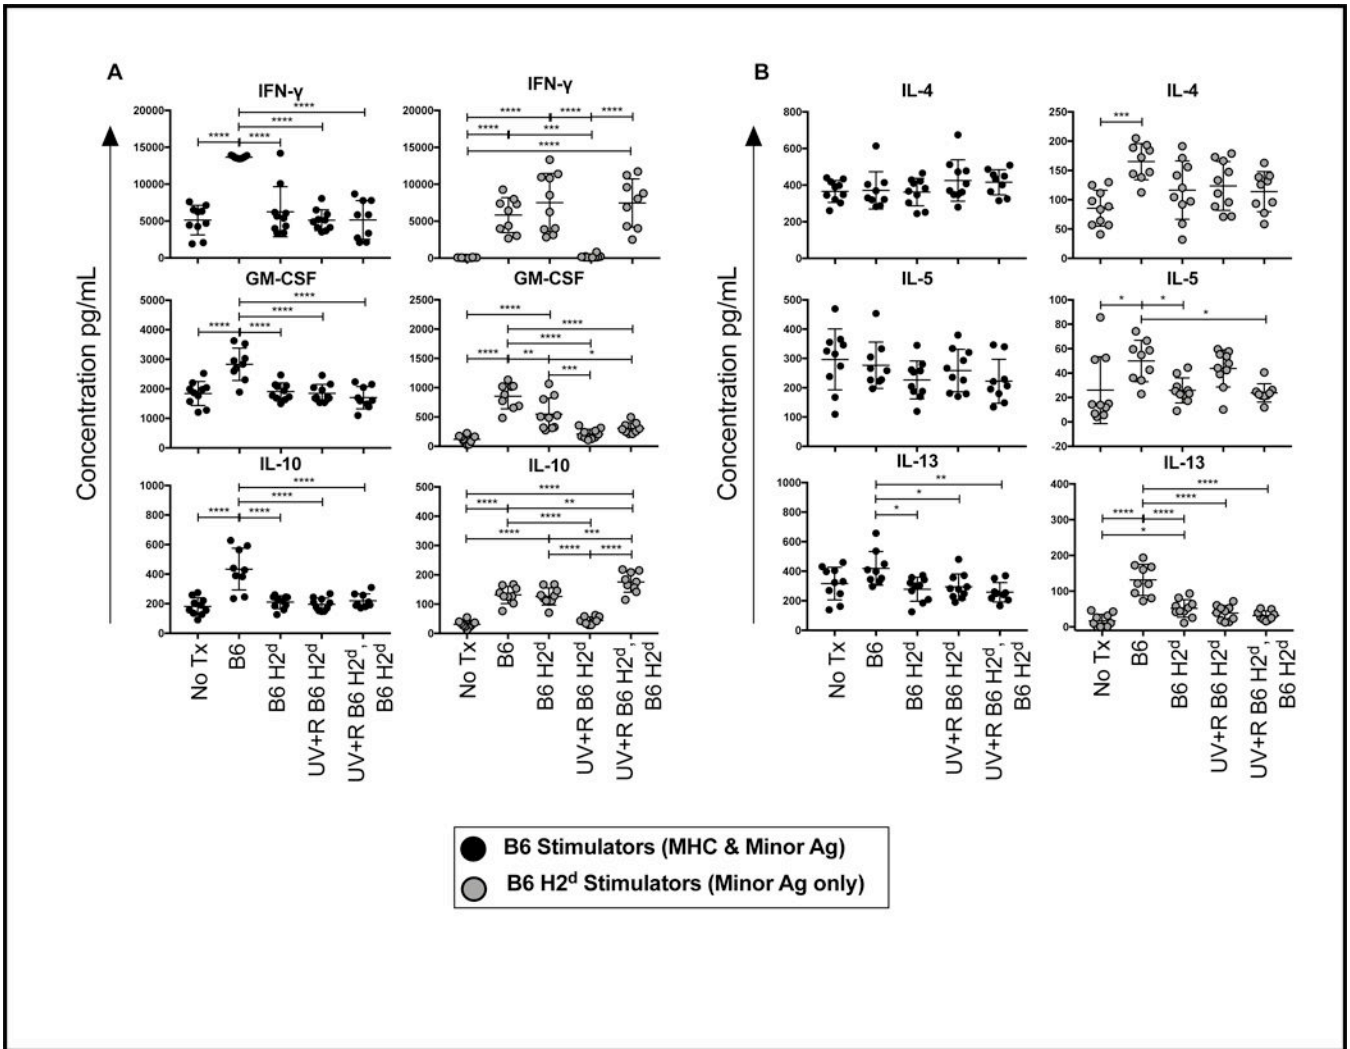 A
B
Concentration pg/mL
IFN-γ
20000
15000
10000
5000
0
****
****
**** ****
IFN-γ
20000
15000
10000
5000
0
**** **** ****
**** ***
****
GM-CSF
5000
4000
3000
2000
1000
0
****
****
**** ****
GM-CSF
2500
2000
1500
1000
500
0
****
****
****
**** ** *
***
IL-10
1000
800
600
400
200
0
****
****
**** ****
IL-10
500
400
300
200
100
0
****
**** **
****
**** ***
**** ****
No Tx
B6
B6 H2d
UV+R B6 H2d
UV+R B6 H2d,
B6 H2d
No Tx
B6
B6 H2d
UV+R B6 H2d
UV+R B6 H2d,
B6 H2d
Concentration pg/mL
IL-4
800
600
400
200
0
IL-4
250
200
150
100
50
0
***
IL-5
500
400
300
200
100
0
IL-5
100
80
60
40
20
0
-20
* *
*
IL-13
1000
800
600
400
200
0
**
*
*
IL-13
400
300
200
100
0
****
****
**** ****
*
No Tx
B6
B6 H2d
UV+R B6 H2d
UV+R B6 H2d,
B6 H2d
No Tx
B6
B6 H2d
UV+R B6 H2d
UV+R B6 H2d,
B6 H2d
B6 Stimulators (MHC & Minor Ag)
B6 H2d Stimulators (Minor Ag only)